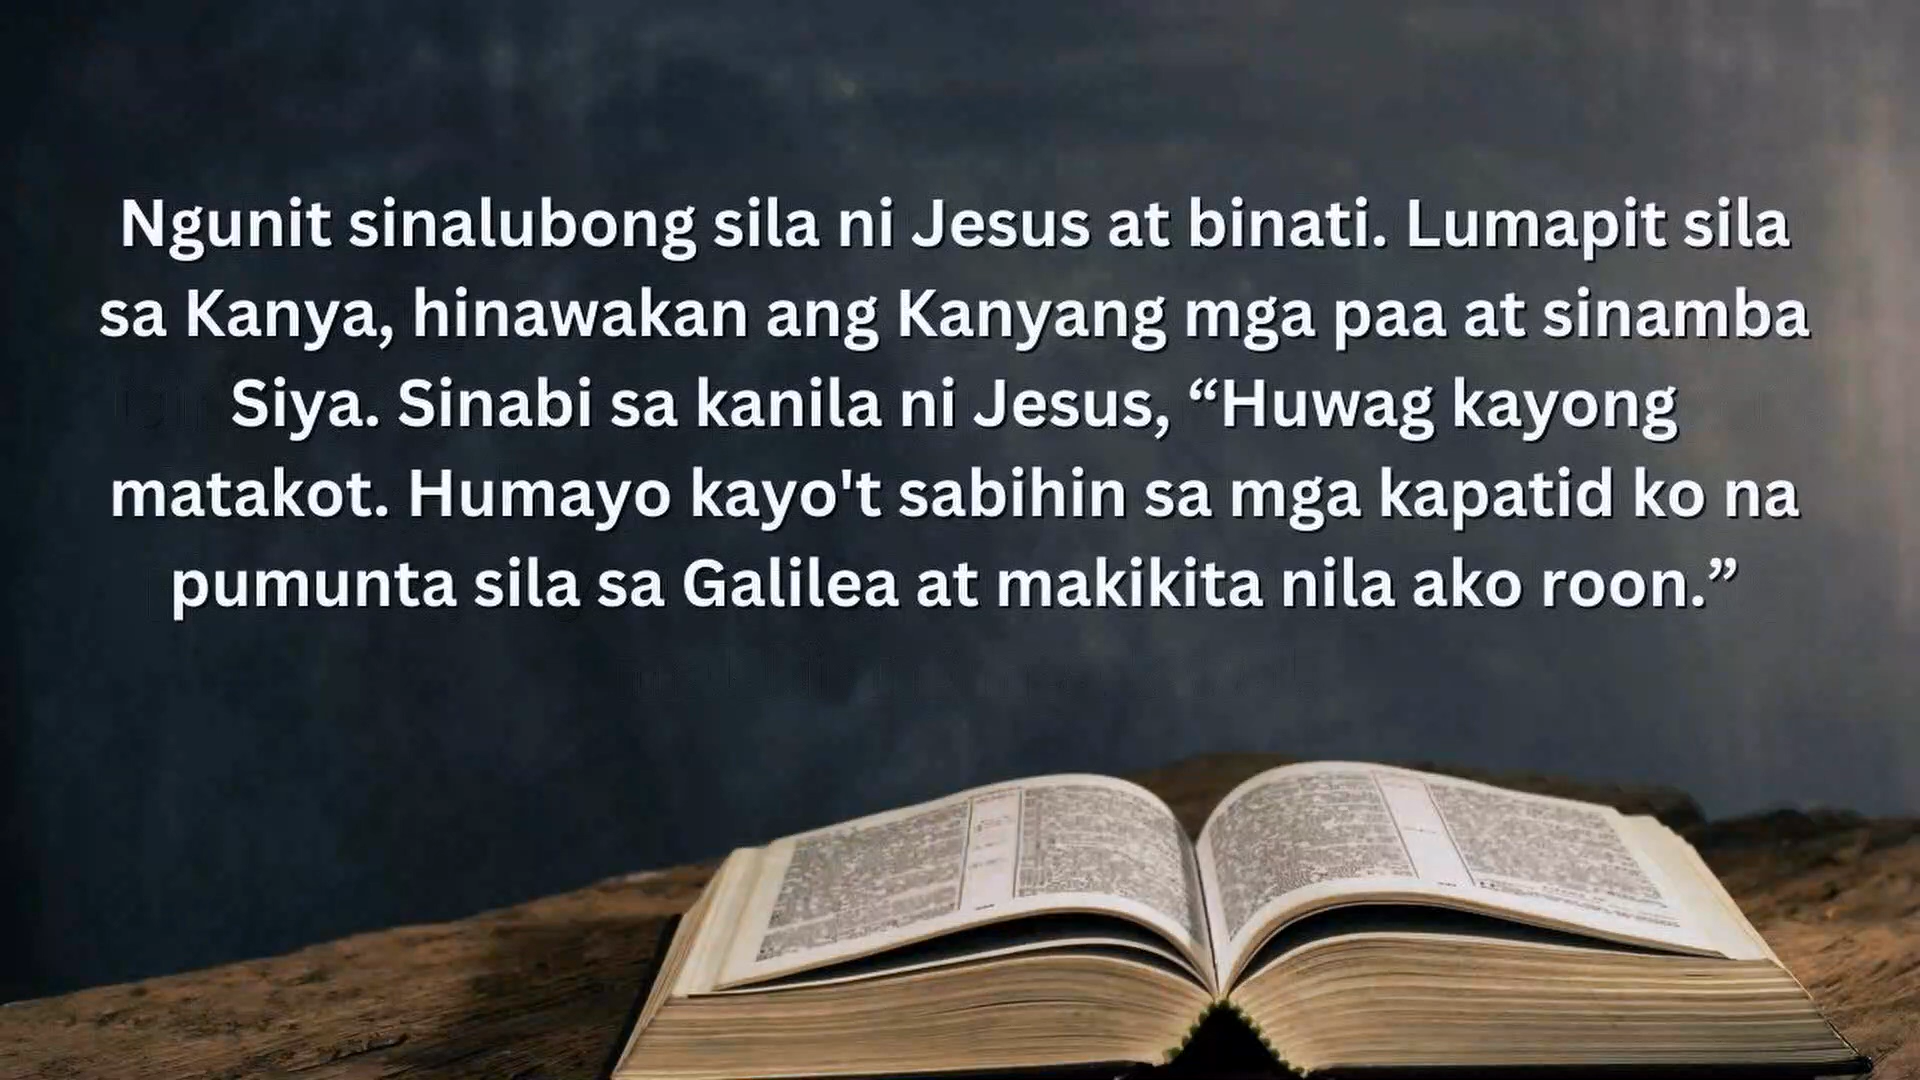 Ngunit sinalubong sila ni Jesus at binati. Lumapit sila
sa Kanya, hinawakan ang Kanyang mga paa at sinamba
Siya. Sinabi sa kanila ni Jesus, “Huwag kayong
matakot. Humayo kayo't sabihin sa mga kapatid ko na
pumunta sila sa Galilea at makikita nila ako roon.”